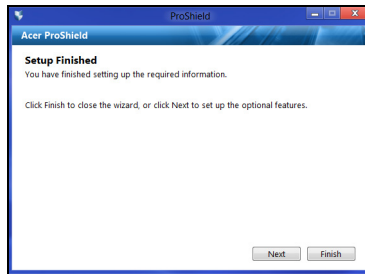 ProShield
Acer ProShield
Setup Finished
You have finished setting up the required information.
Click Finish to close the wizard, or click Next to set up the optional features.
Next
Finish